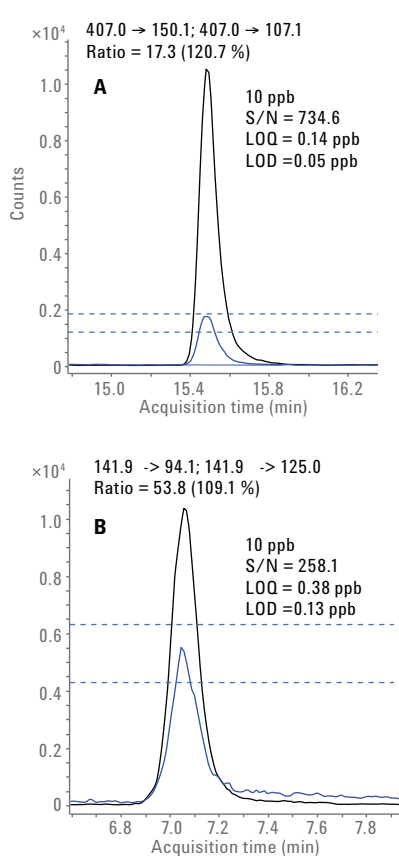 407.0 → 150.1; 407.0 → 107.1
Ratio = 17.3 (120.7 %)
×10⁴
A
10 ppb
S/N = 734.6
LOQ = 0.14 ppb
LOD =0.05 ppb
Counts
1.0
0.8
0.6
0.4
0.2
0
15.0 15.4 15.8 16.2
Acquisition time (min)
141.9 -> 94.1; 141.9 -> 125.0
Ratio = 53.8 (109.1 %)
×10⁴
B
10 ppb
S/N = 258.1
LOQ = 0.38 ppb
LOD =0.13 ppb
1.0
0.8
0.6
0.4
0.2
0
6.8 7.0 7.2 7.4 7.6 7.8
Acquisition time (min)